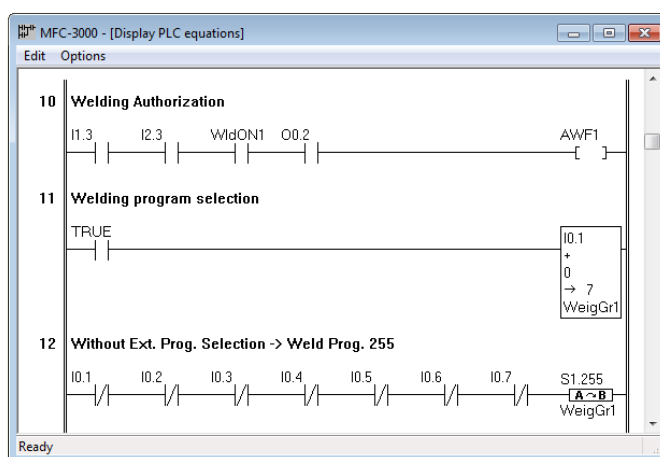 MFC-3000 - [Display PLC equations]
Edit Options
10 Welding Authorization
I1.3 I2.3 WldON1 O0.2 AWF1
11 Welding program selection
TRUE
I0.1
+
0
→ 7
WeigGr1
12 Without Ext. Prog. Selection -> Weld Prog. 255
I0.1 I0.2 I0.3 I0.4 I0.5 I0.6 I0.7 S1.255
A~B
WeigGr1
Ready